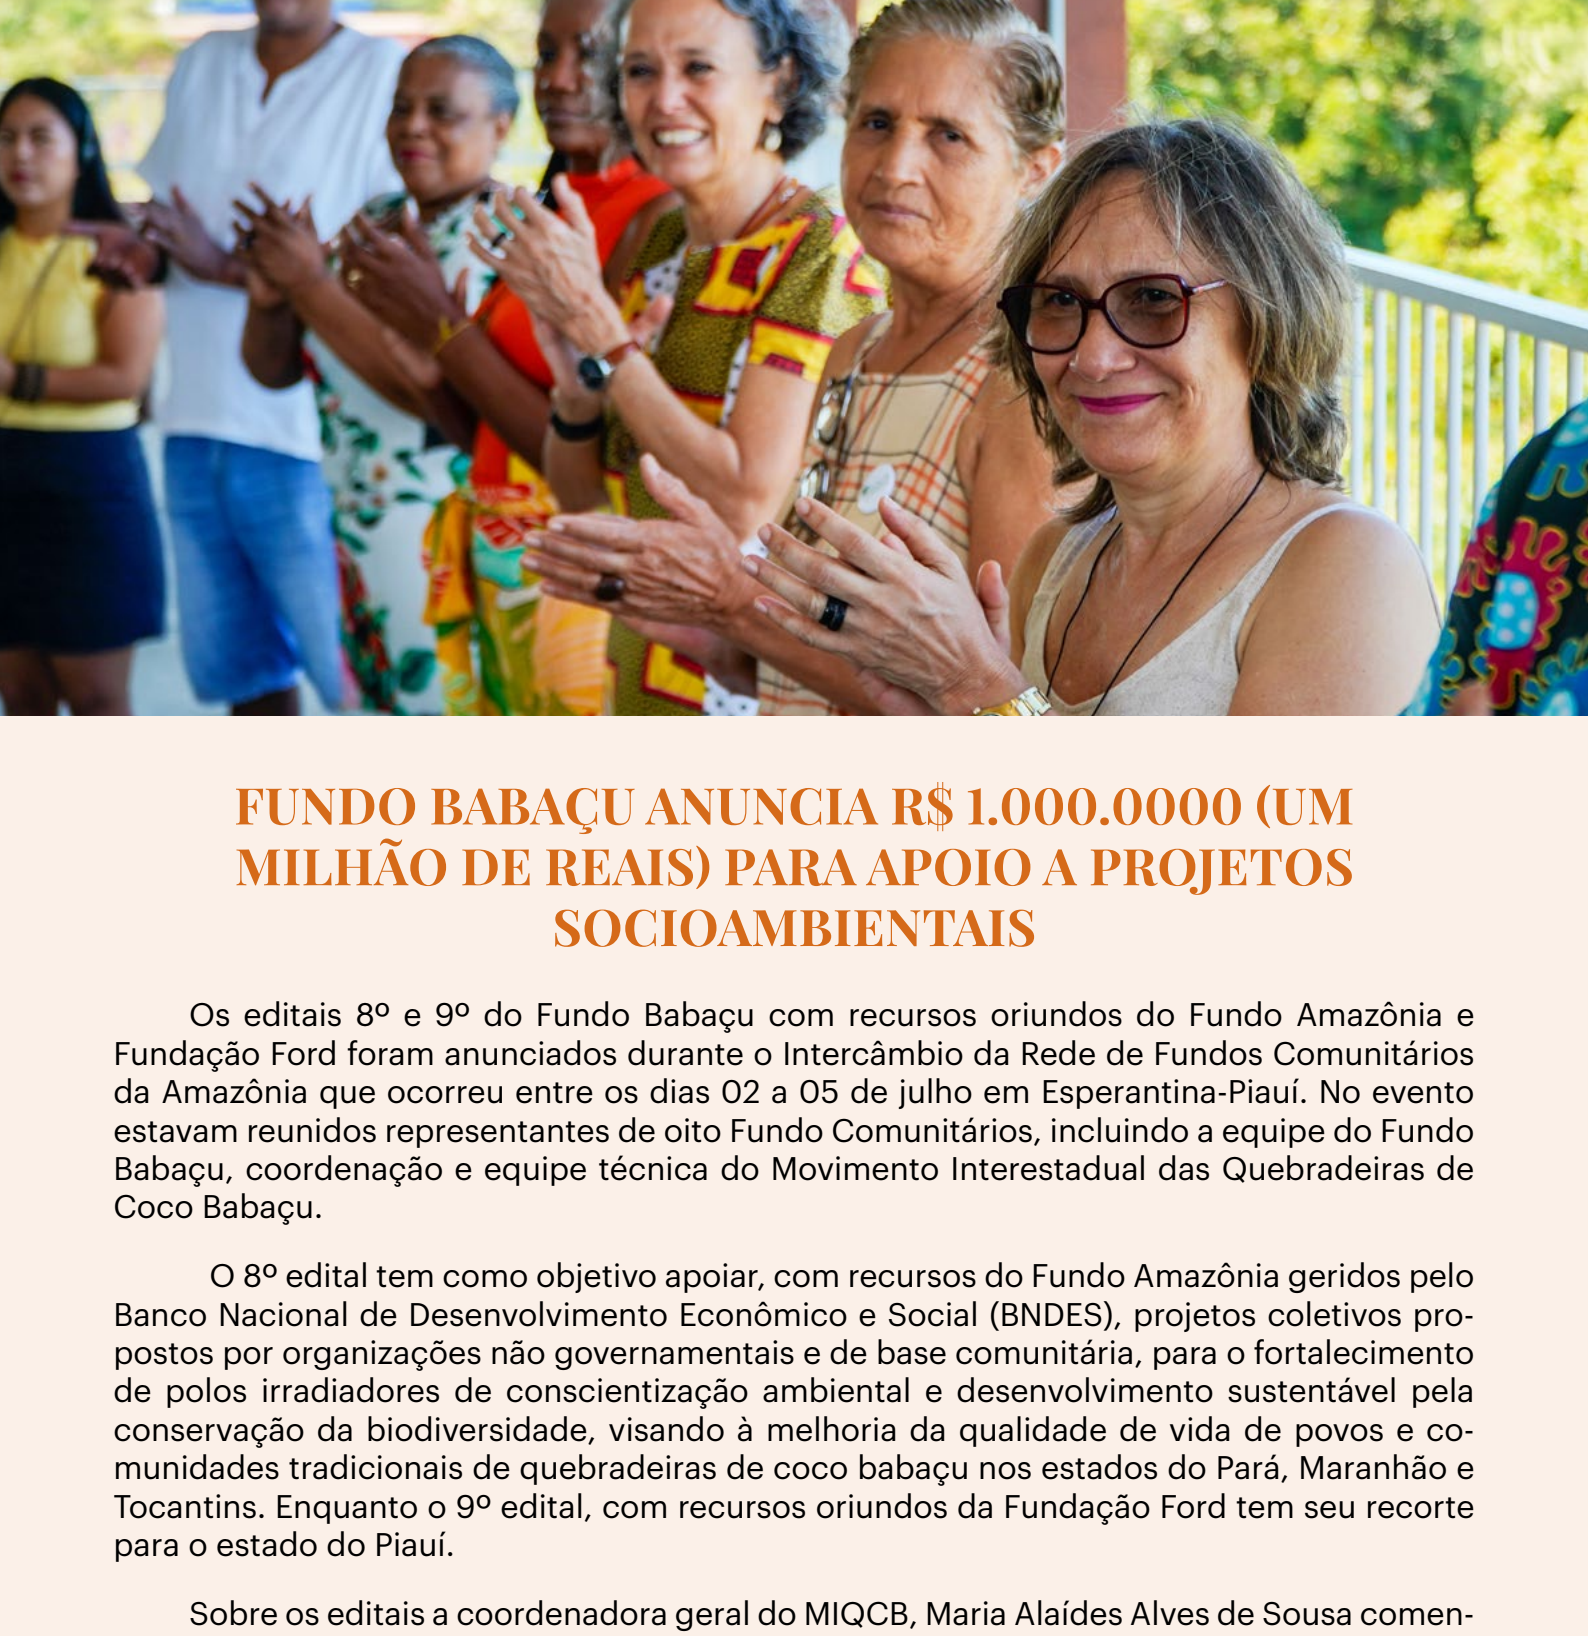 FUNDO BABAÇU ANUNCIA R$ 1.000.0000 (UM
MILHÃO DE REAIS) PARA APOIO A PROJETOS
SOCIOAMBIENTAIS
Os editais 8º e 9º do Fundo Babaçu com recursos oriundos do Fundo Amazônia e
Fundação Ford foram anunciados durante o Intercâmbio da Rede de Fundos Comunitários
da Amazônia que ocorreu entre os dias 02 a 05 de julho em Esperantina-Piauí. No evento
estavam reunidos representantes de oito Fundo Comunitários, incluindo a equipe do Fundo
Babaçu, coordenação e equipe técnica do Movimento Interestadual das Quebradeiras de
Coco Babaçu.
O 8º edital tem como objetivo apoiar, com recursos do Fundo Amazônia geridos pelo
Banco Nacional de Desenvolvimento Econômico e Social (BNDES), projetos coletivos pro-
postos por organizações não governamentais e de base comunitária, para o fortalecimento
de polos irradiadores de conscientização ambiental e desenvolvimento sustentável pela
conservação da biodiversidade, visando à melhoria da qualidade de vida de povos e co-
munidades tradicionais de quebradeiras de coco babaçu nos estados do Pará, Maranhão e
Tocantins. Enquanto o 9º edital, com recursos oriundos da Fundação Ford tem seu recorte
para o estado do Piauí.
Sobre os editais a coordenadora geral do MIQCB, Maria Alaídes Alves de Sousa comen-